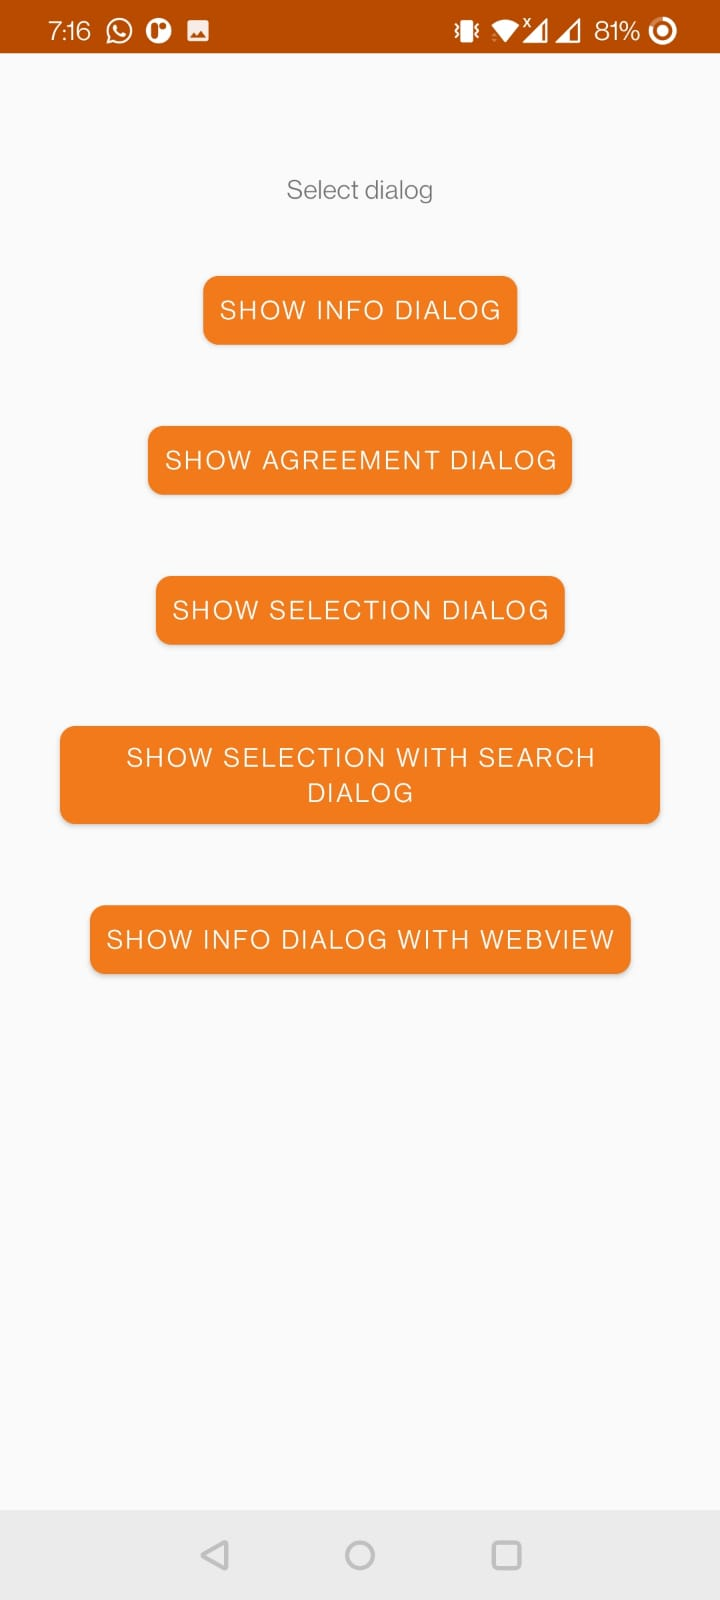 7:16 81%
Select dialog
SHOW INFO DIALOG
SHOW AGREEMENT DIALOG
SHOW SELECTION DIALOG
SHOW SELECTION WITH SEARCH
DIALOG
SHOW INFO DIALOG WITH WEBVIEW